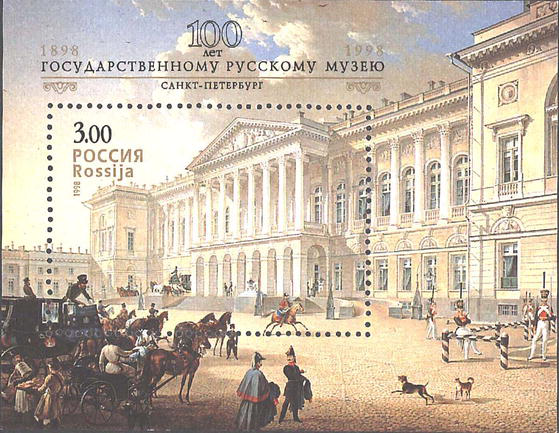 100
1898 лет 1998
ГОСУДАРСТВЕННОМУ РУССКОМУ МУЗЕЮ
САНКТ-ПЕТЕРБУРГ
3.00
РОССИЯ
Rossija
1998